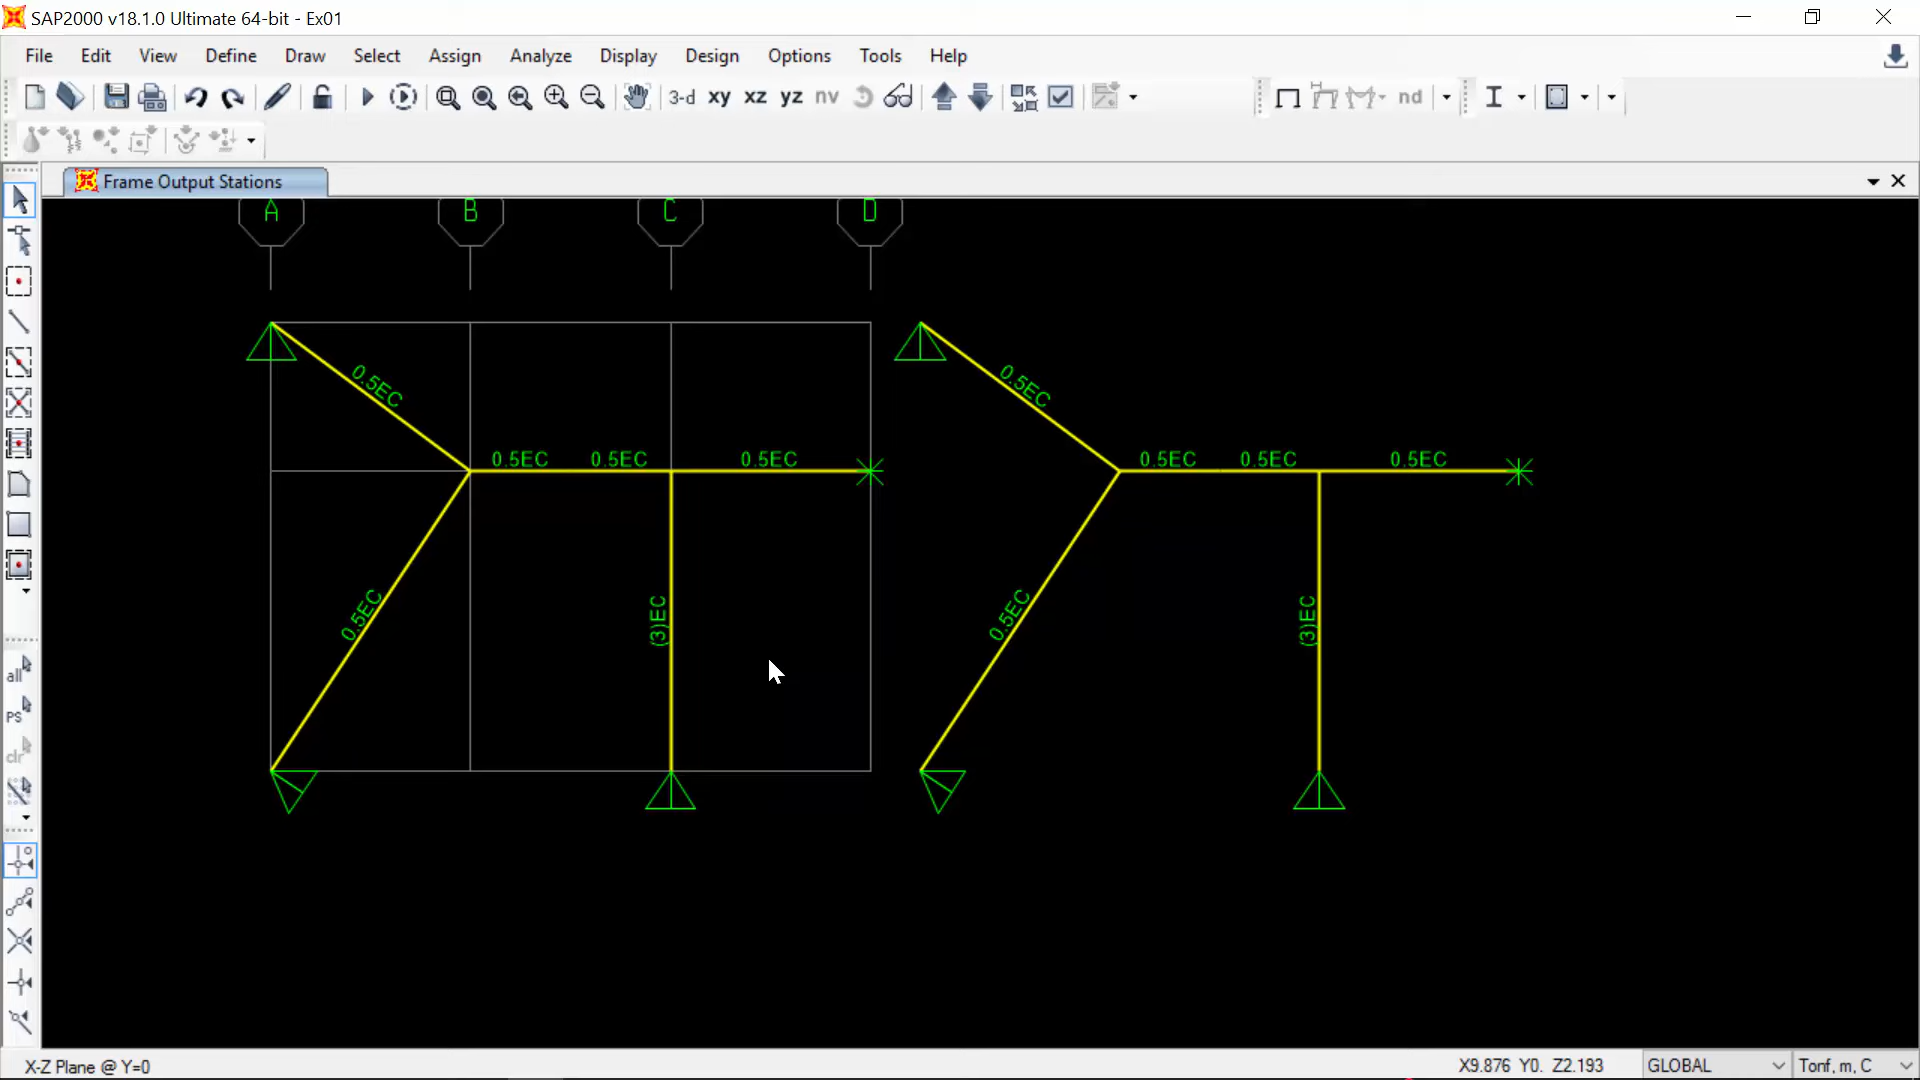 SAP2000 v18.1.0 Ultimate 64-bit - Ex01
File Edit View Define Draw Select Assign Analyze Display Design Options Tools Help
3-d xy xz yz nv nd
Frame Output Stations
A B C D
0.5EC 0.5EC
0.5EC 0.5EC 0.5EC 0.5EC 0.5EC 0.5EC
0.5EC (3)EC 0.5EC (3)EC
all
PS
clr
X-Z Plane @ Y=0 X9.876 Y0. Z2.193 GLOBAL Tonf, m, C